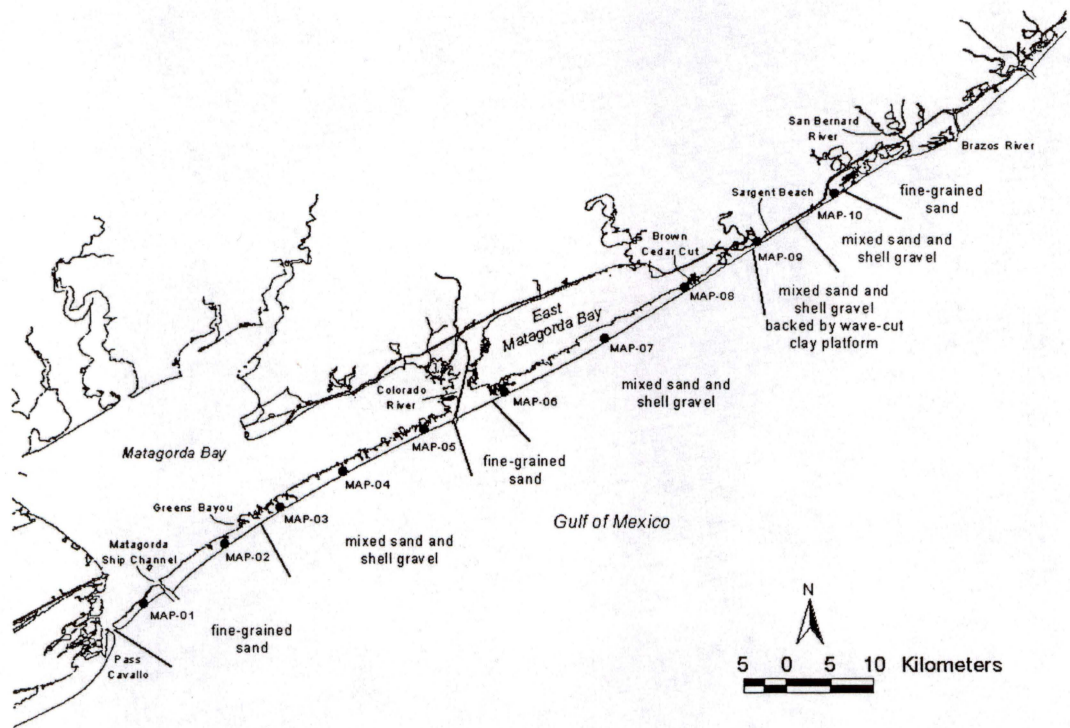 San Bernard
River
Brazos River
Sargent Beach
fine-grained
sand
MAP-10
Brown
Cedar Cut
MAP-09
mixed sand and
shell gravel
MAP-08
mixed sand and
shell gravel
backed by wave-cut
clay platform
East
Matagorda Bay
MAP-07
Colorado
River
MAP-06
mixed sand and
shell gravel
MAP-05
fine-grained
sand
Matagorda Bay
MAP-04
Greens Bayou
MAP-03
Gulf of Mexico
Matagorda
Ship Channel
MAP-02
mixed sand and
shell gravel
MAP-01
fine-grained
sand
Pass
Cavallo
N
5 0 5 10 Kilometers